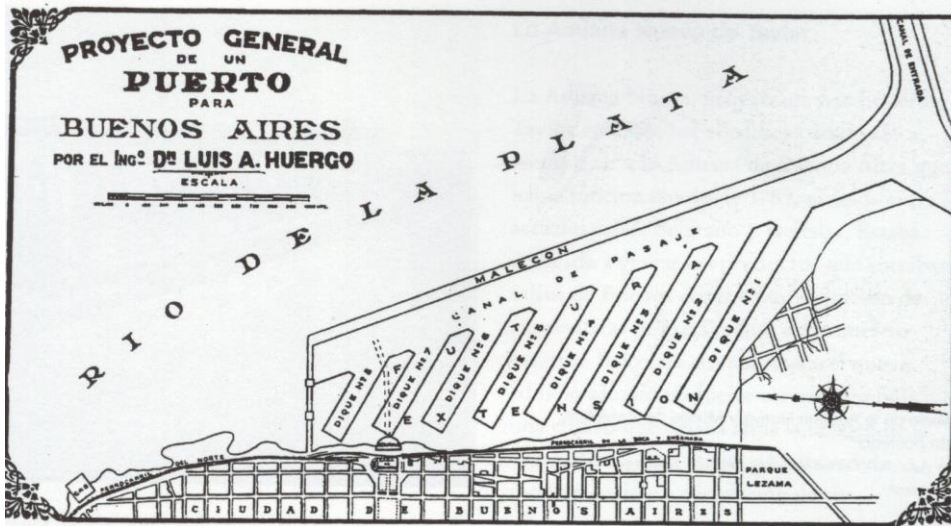 PROYECTO GENERAL
DE UN
PUERTO
PARA
BUENOS AIRES
POR EL INGº. DN LUIS A. HUERGO
ESCALA
CANAL DE ENTRADA
RIO DE LA PLATA
MALECON
CANAL DE PASAJE
DIQUE Nº8
DIQUE Nº7
DIQUE Nº6
DIQUE Nº5
DIQUE Nº4
DIQUE Nº3
DIQUE Nº2
DIQUE Nº1
FERROCARRIL DEL NORTE
FERROCARRIL DE LA BOCA Y ENSENADA
PARQUE
LEZAMA
CIUDAD DE BUENOS AIRES